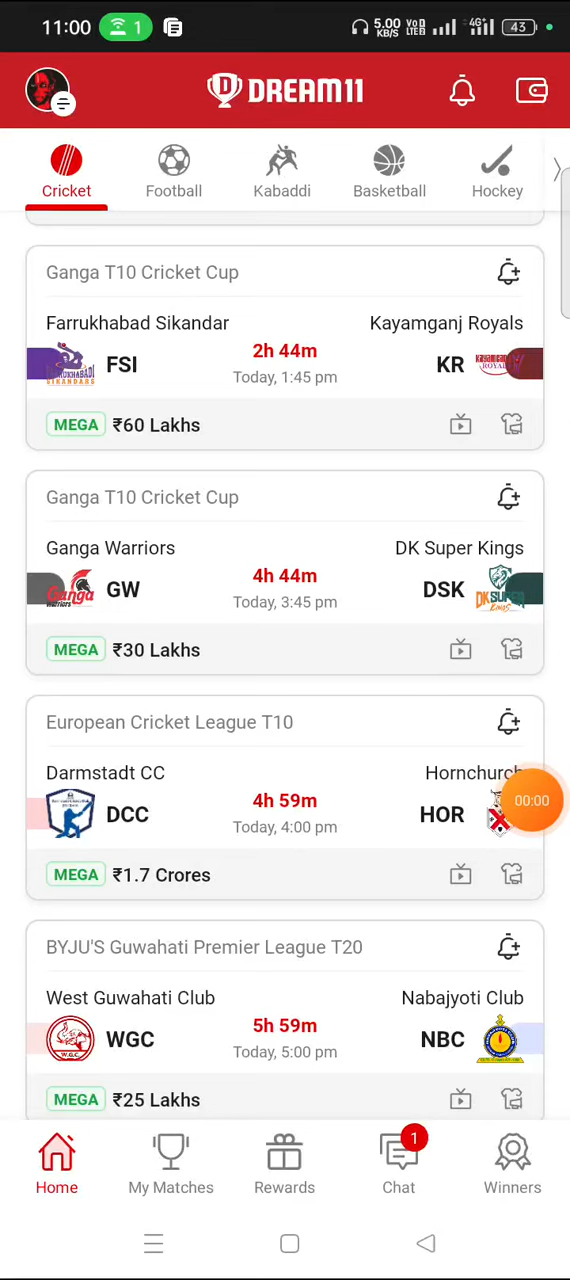 11:00 1 5.00 KB/S VoD LTE2 4G+ 43
DREAM11
Cricket Football Kabaddi Basketball Hockey
Ganga T10 Cricket Cup
Farrukhabad Sikandar Kayamganj Royals
FSI 2h 44m KR
Today, 1:45 pm
MEGA ₹60 Lakhs
Ganga T10 Cricket Cup
Ganga Warriors DK Super Kings
GW 4h 44m DSK
Today, 3:45 pm
MEGA ₹30 Lakhs
European Cricket League T10
Darmstadt CC Hornchurch
DCC 4h 59m HOR
Today, 4:00 pm
00:00
MEGA ₹1.7 Crores
BYJU'S Guwahati Premier League T20
West Guwahati Club Nabajyoti Club
WGC 5h 59m NBC
Today, 5:00 pm
MEGA ₹25 Lakhs
1
Home My Matches Rewards Chat Winners